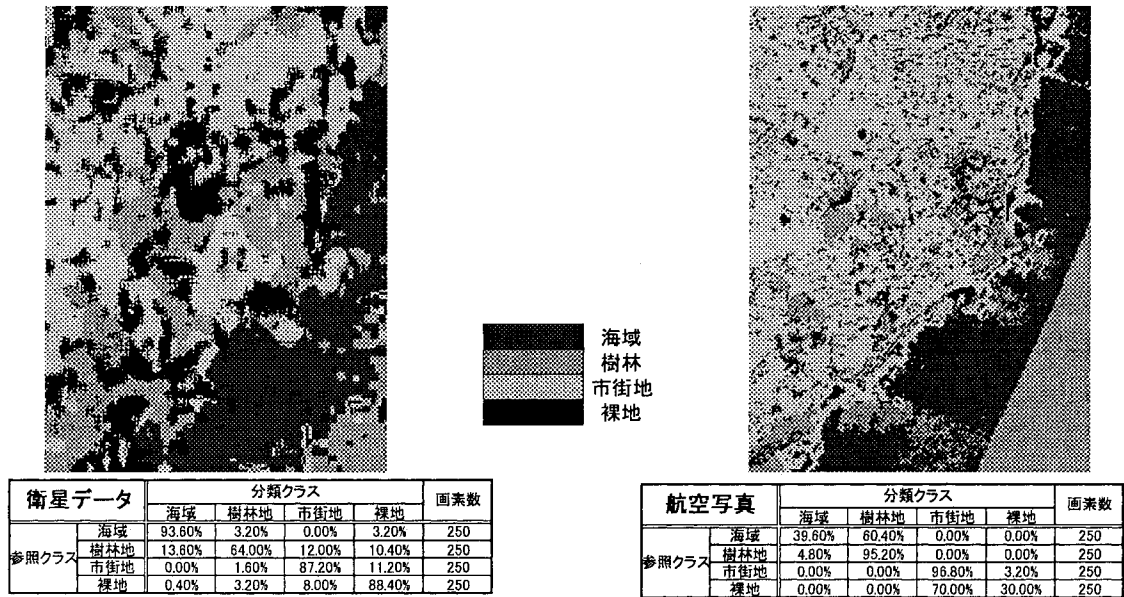 海域
樹林
市街地
裸地
衛星データ 分類クラス 画素数
海域 樹林地 市街地 裸地
参照クラス 海域 93.60% 3.20% 0.00% 3.20% 250
樹林地 13.60% 64.00% 12.00% 10.40% 250
市街地 0.00% 1.60% 87.20% 11.20% 250
裸地 0.40% 3.20% 8.00% 88.40% 250
航空写真 分類クラス 画素数
海域 樹林地 市街地 裸地
参照クラス 海域 39.60% 60.40% 0.00% 0.00% 250
樹林地 4.80% 95.20% 0.00% 0.00% 250
市街地 0.00% 0.00% 96.80% 3.20% 250
裸地 0.00% 0.00% 70.00% 30.00% 250